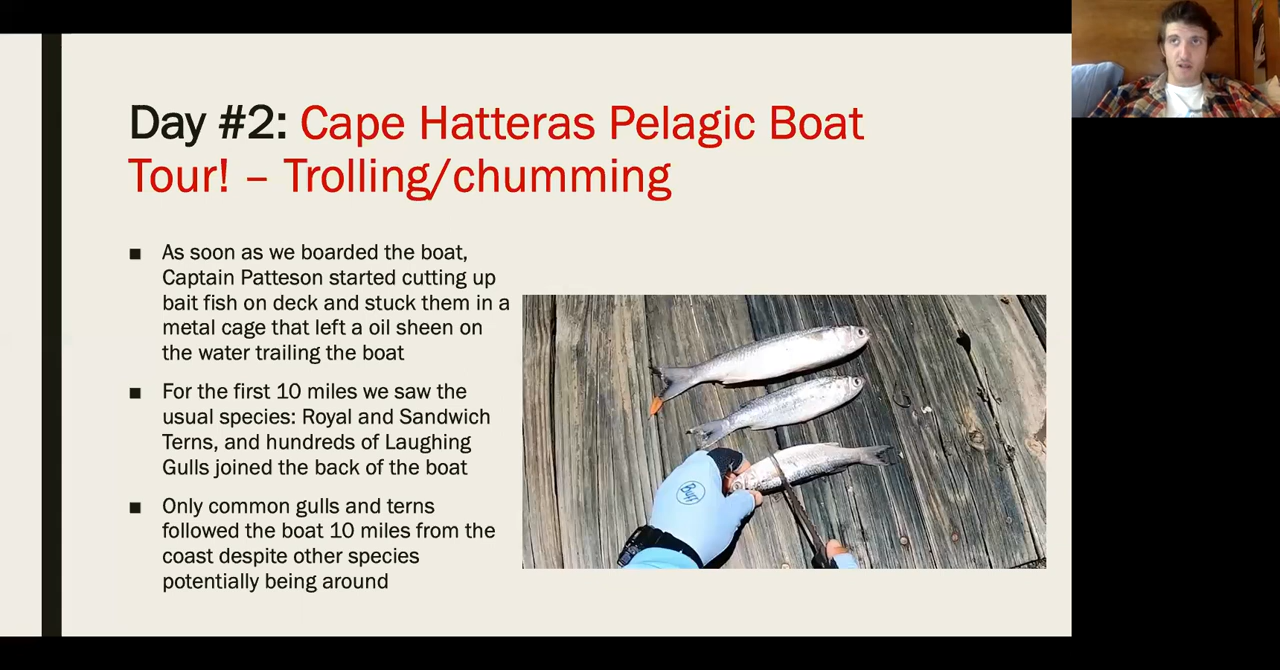 Day #2: Cape Hatteras Pelagic Boat
Tour! – Trolling/chumming
■ As soon as we boarded the boat,
Captain Patteson started cutting up
bait fish on deck and stuck them in a
metal cage that left a oil sheen on
the water trailing the boat
■ For the first 10 miles we saw the
usual species: Royal and Sandwich
Terns, and hundreds of Laughing
Gulls joined the back of the boat
■ Only common gulls and terns
followed the boat 10 miles from the
coast despite other species
potentially being around
Buff